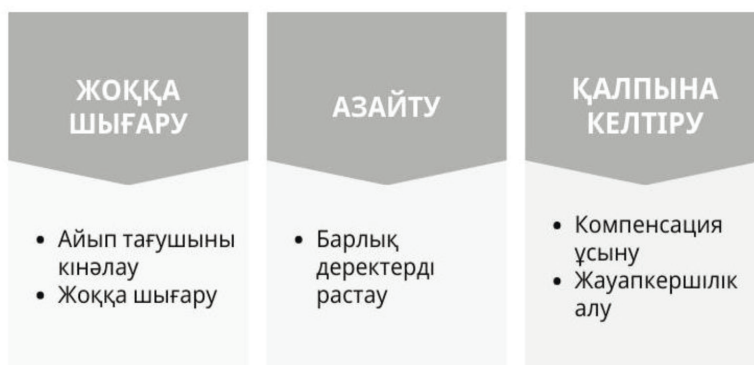 ЖОҚҚА
ШЫҒАРУ
• Айып тағушыны
кінәлау
• Жоққа шығару
АЗАЙТУ
• Барлық
деректерді
растау
ҚАЛПЫНА
КЕЛТІРУ
• Компенсация
ұсыну
• Жауапкершілік
алу